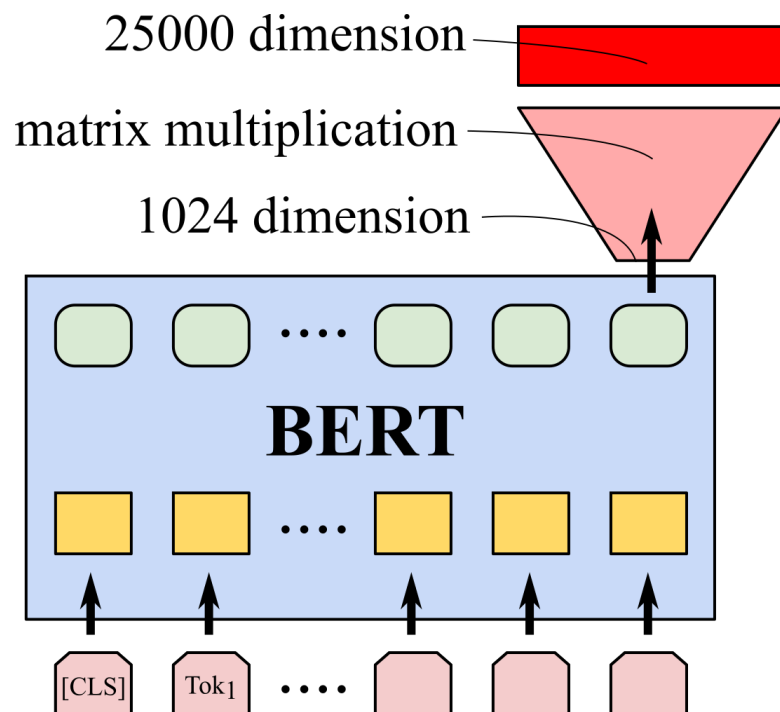 25000 dimension
matrix multiplication
1024 dimension
....
BERT
....
[CLS] Tok1 ....